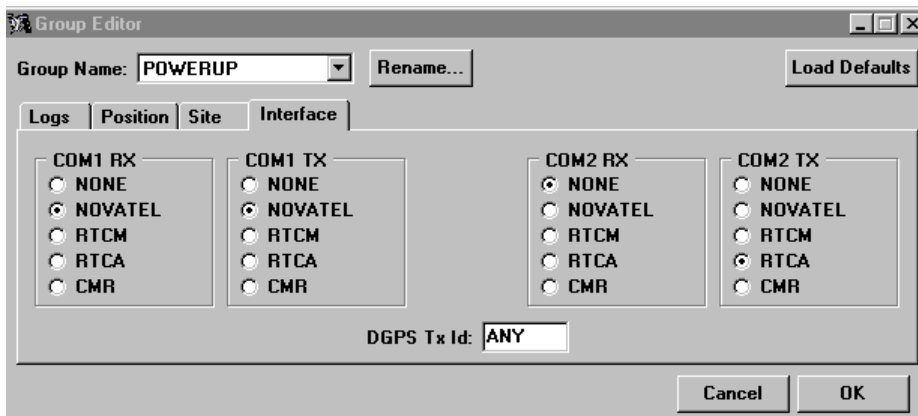 Group Editor
Group Name: POWERUP Rename... Load Defaults
Logs Position Site Interface
COM1 RX COM1 TX COM2 RX COM2 TX
NONE NONE NONE NONE
NOVATEL NOVATEL NOVATEL NOVATEL
RTCM RTCM RTCM RTCM
RTCA RTCA RTCA RTCA
CMR CMR CMR CMR
DGPS Tx Id: ANY
Cancel OK